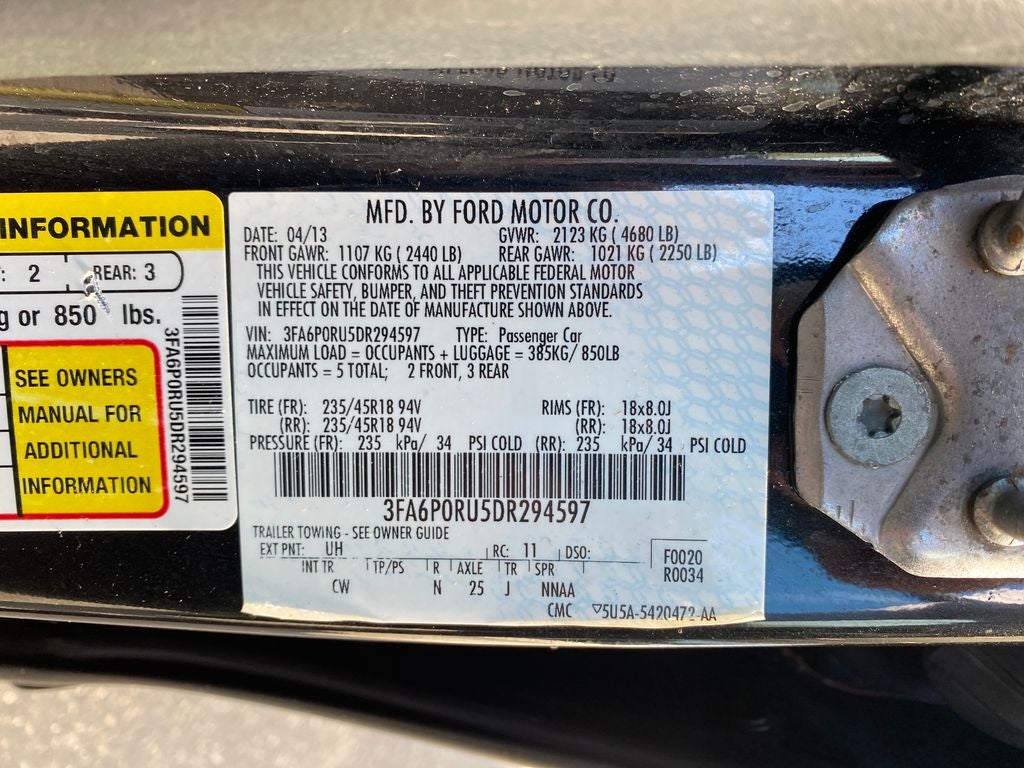 INFORMATION
: 2 REAR: 3
g or 850 lbs.
SEE OWNERS
MANUAL FOR
ADDITIONAL
INFORMATION
3FA6P0RU5DR294597
MFD. BY FORD MOTOR CO.
DATE: 04/13 GVWR: 2123 KG ( 4680 LB)
FRONT GAWR: 1107 KG ( 2440 LB) REAR GAWR: 1021 KG ( 2250 LB)
THIS VEHICLE CONFORMS TO ALL APPLICABLE FEDERAL MOTOR
VEHICLE SAFETY, BUMPER, AND THEFT PREVENTION STANDARDS
IN EFFECT ON THE DATE OF MANUFACTURE SHOWN ABOVE.
VIN: 3FA6P0RU5DR294597 TYPE: Passenger Car
MAXIMUM LOAD = OCCUPANTS + LUGGAGE = 385KG/ 850LB
OCCUPANTS = 5 TOTAL; 2 FRONT, 3 REAR
TIRE (FR): 235/45R18 94V RIMS (FR): 18x8.0J
(RR): 235/45R18 94V (RR): 18x8.0J
PRESSURE (FR): 235 kPa/ 34 PSI COLD (RR): 235 kPa/ 34 PSI COLD
3FA6P0RU5DR294597
TRAILER TOWING - SEE OWNER GUIDE
EXT PNT: UH RC: 11 DSO: F0020
INT TR TP/PS R AXLE TR SPR R0034
CW N 25 J NNAA
CMC ▽5U5A-5420472-AA